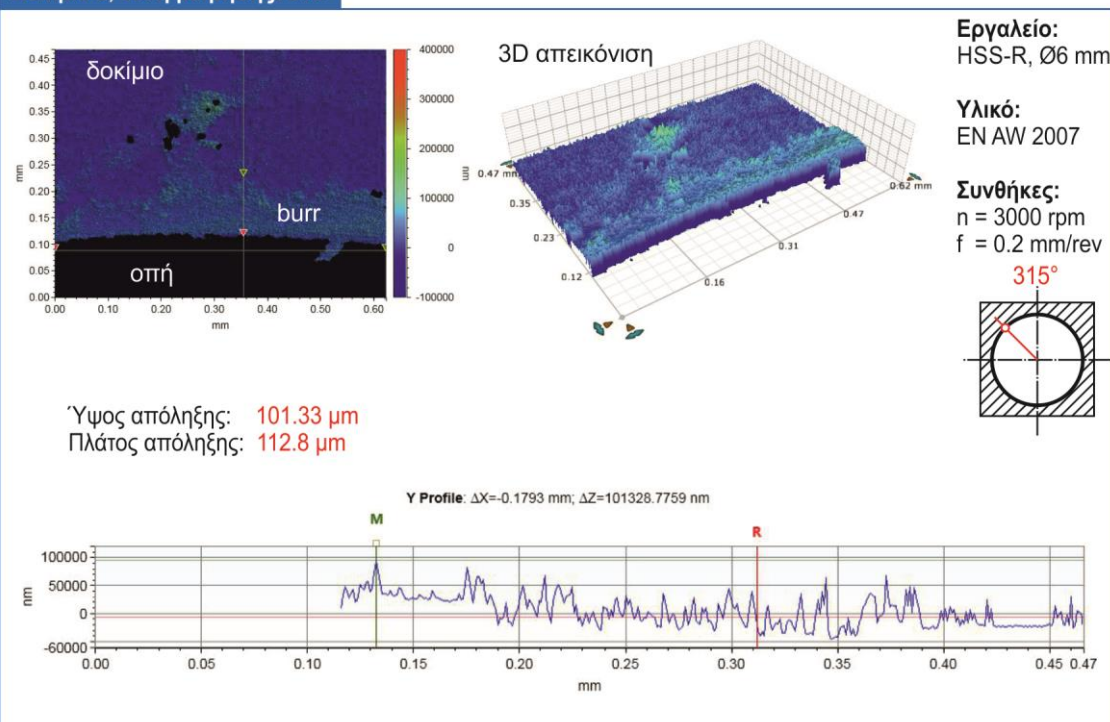 Εργαλείο:
HSS-R, Ø6 mm
Υλικό:
EN AW 2007
Συνθήκες:
n = 3000 rpm
f = 0.2 mm/rev
315°
δοκίμιο
burr
οπή
mm
0.45
0.40
0.35
0.30
0.25
0.20
0.15
0.10
0.05
0.00
0.00 0.10 0.20 0.30 0.40 0.50 0.60
mm
400000
300000
200000
100000
0
-100000
nm
3D απεικόνιση
0.47 mm
0.35
0.23
0.12
0.16
0.31
0.47
0.62 mm
Ύψος απόληξης: 101.33 μm
Πλάτος απόληξης: 112.8 μm
Y Profile: ΔX=-0.1793 mm; ΔZ=101328.7759 nm
M
R
100000
50000
0
-60000
nm
0.00 0.05 0.10 0.15 0.20 0.25 0.30 0.35 0.40 0.45 0.47
mm